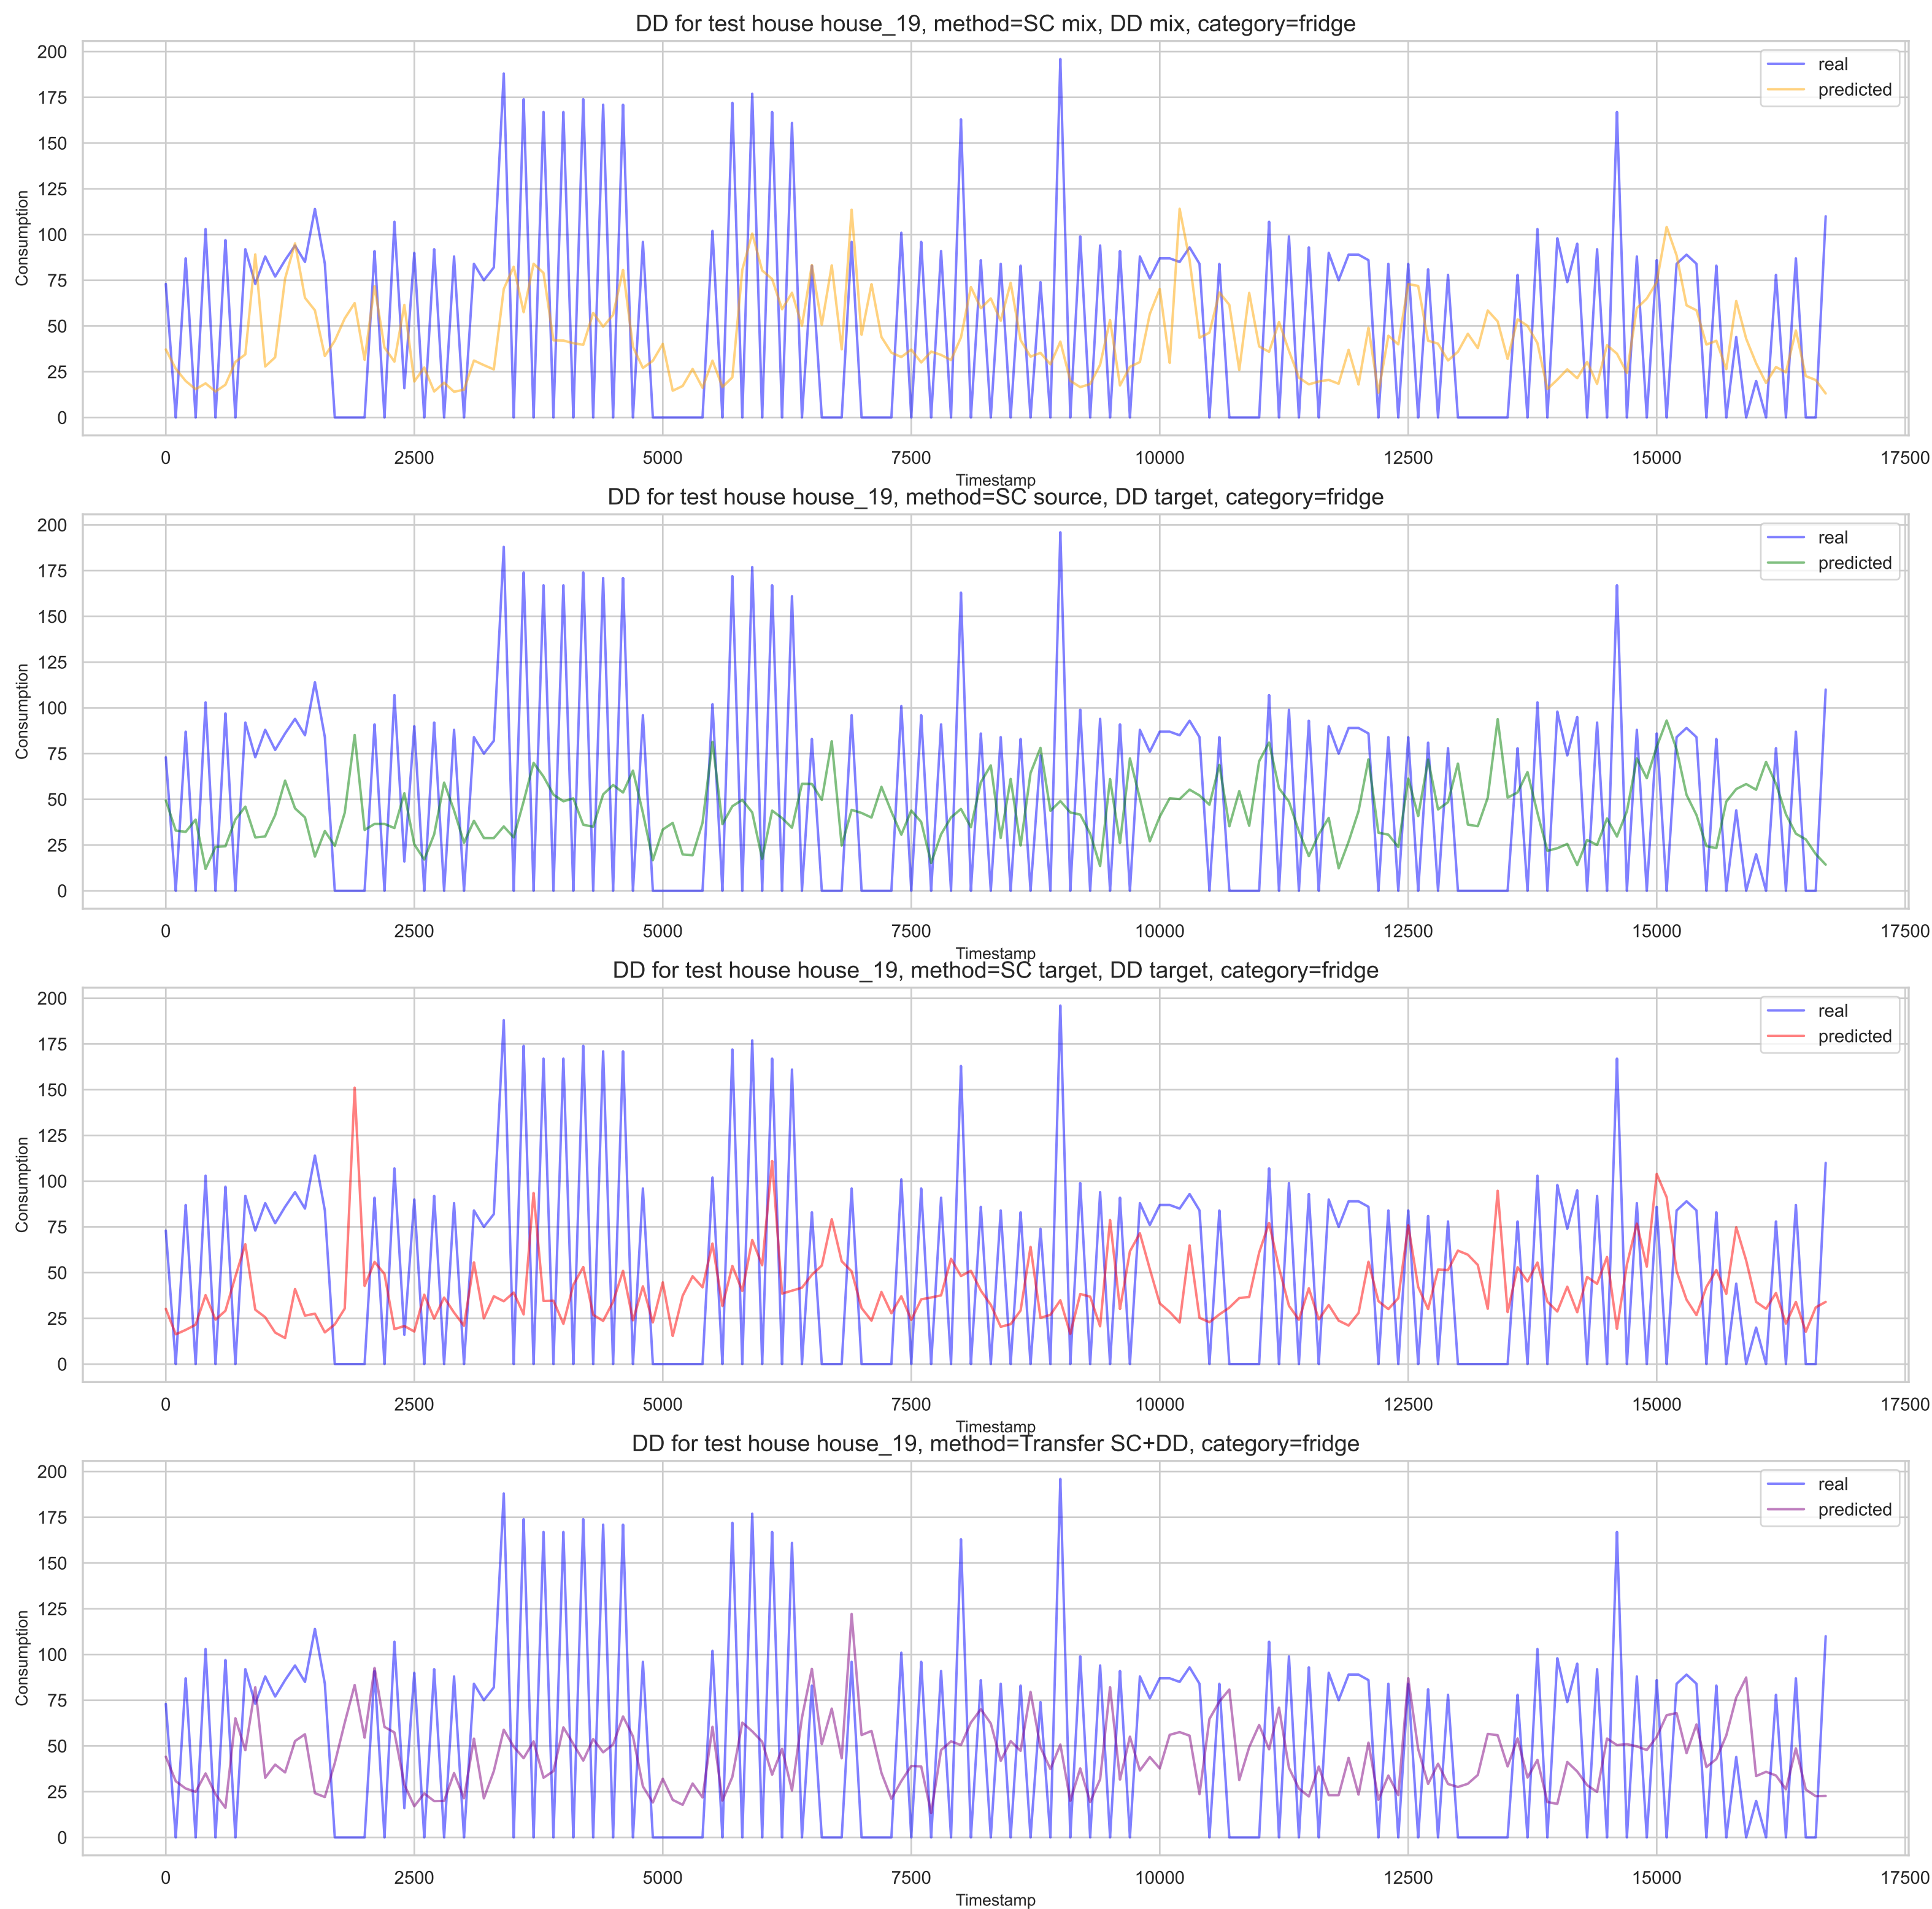 DD for test house house_19, method=SC mix, DD mix, category=fridge
200
175
150
125
100
75
50
25
0
Consumption
real
predicted
0 2500 5000 7500 10000 12500 15000 17500
Timestamp
DD for test house house_19, method=SC source, DD target, category=fridge
200
175
150
125
100
75
50
25
0
Consumption
real
predicted
0 2500 5000 7500 10000 12500 15000 17500
Timestamp
DD for test house house_19, method=SC target, DD target, category=fridge
200
175
150
125
100
75
50
25
0
Consumption
real
predicted
0 2500 5000 7500 10000 12500 15000 17500
Timestamp
DD for test house house_19, method=Transfer SC+DD, category=fridge
200
175
150
125
100
75
50
25
0
Consumption
real
predicted
0 2500 5000 7500 10000 12500 15000 17500
Timestamp